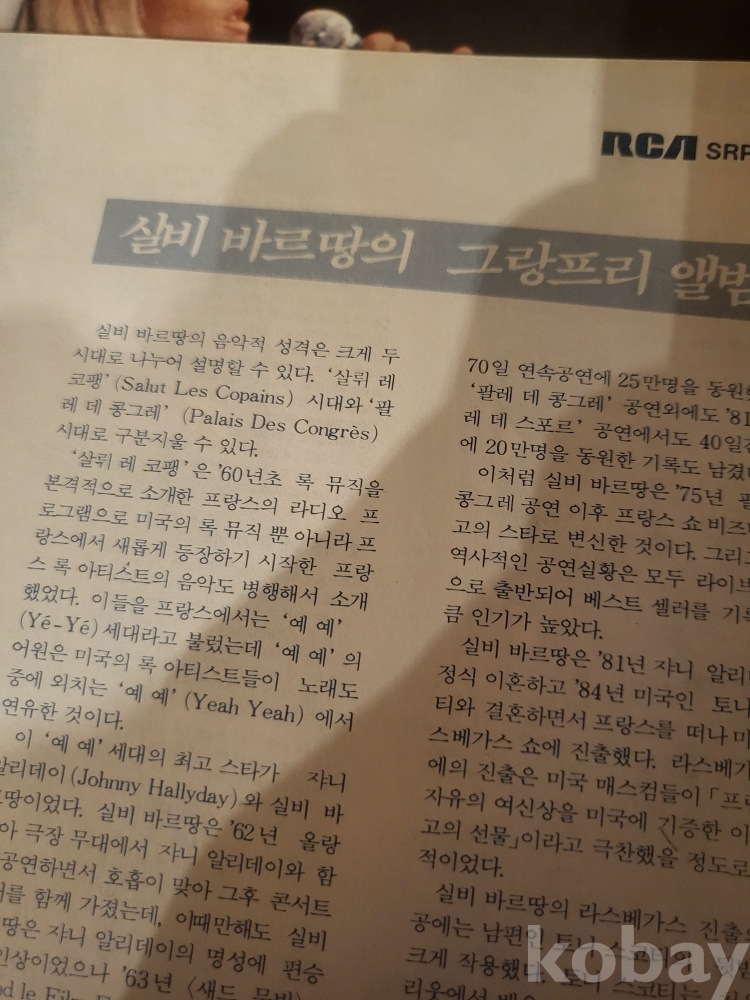 RCA SRP
실비 바르땅의 그랑프리 앨범
실비 바르땅의 음악적 성격은 크게 두
시대로 나누어 설명할 수 있다. ‘살뤼 레
코팽’(Salut Les Copains) 시대와 ‘팔
레 데 콩그레’ (Palais Des Congrès)
시대로 구분지울 수 있다.
‘살뤼 레 코팽’은 ’60년초 록 뮤직을
본격적으로 소개한 프랑스의 라디오 프
로그램으로 미국의 록 뮤직 뿐 아니라 프
랑스에서 새롭게 등장하기 시작한 프랑
스 록 아티스트의 음악도 병행해서 소개
했었다. 이들을 프랑스에서는 ‘예 예’
(Yé-Yé)세대라고 불렀는데 ‘예 예’의
어원은 미국의 록 아티스트들이 노래도
중에 외치는 ‘예 예’(Yeah Yeah) 에서
연유한 것이다.
이 ‘예 예’세대의 최고 스타가 쟈니
알리데이(Johnny Hallyday)와 실비 바
르땅이었다. 실비 바르땅은 ’62년 올랭
아 극장 무대에서 쟈니 알리데이와 함
공연하면서 호흡이 맞아 그후 콘서트
를 함께 가졌는데, 이때만해도 실비
땅은 쟈니 알리데이의 명성에 편승
인상이었으나 ’63년 〈새드 무비〉
70일 연속공연에 25만명을 동원했
‘팔레 데 콩그레’ 공연외에도 ’81
레 데 스포르’ 공연에서도 40일간
에 20만명을 동원한 기록도 남겼
이처럼 실비 바르땅은 ’75년 팔
콩그레 공연 이후 프랑스 쇼 비즈
고의 스타로 변신한 것이다. 그리고
역사적인 공연실황은 모두 라이브
으로 출반되어 베스트 셀러를 기록
큼 인기가 높았다.
실비 바르땅은 ’81년 쟈니 알리
정식 이혼하고 ’84년 미국인 토니
티와 결혼하면서 프랑스를 떠나 미
스베가스 쇼에 진출했다. 라스베가
에의 진출은 미국 매스컴들이 「프
자유의 여신상을 미국에 기증한 이
고의 선물」이라고 극찬했을 정도로
적이었다.
실비 바르땅의 라스베가스 진출
공에는 남편인 토니 스코티의
크게 작용했다. 토니 스코티는
kobay